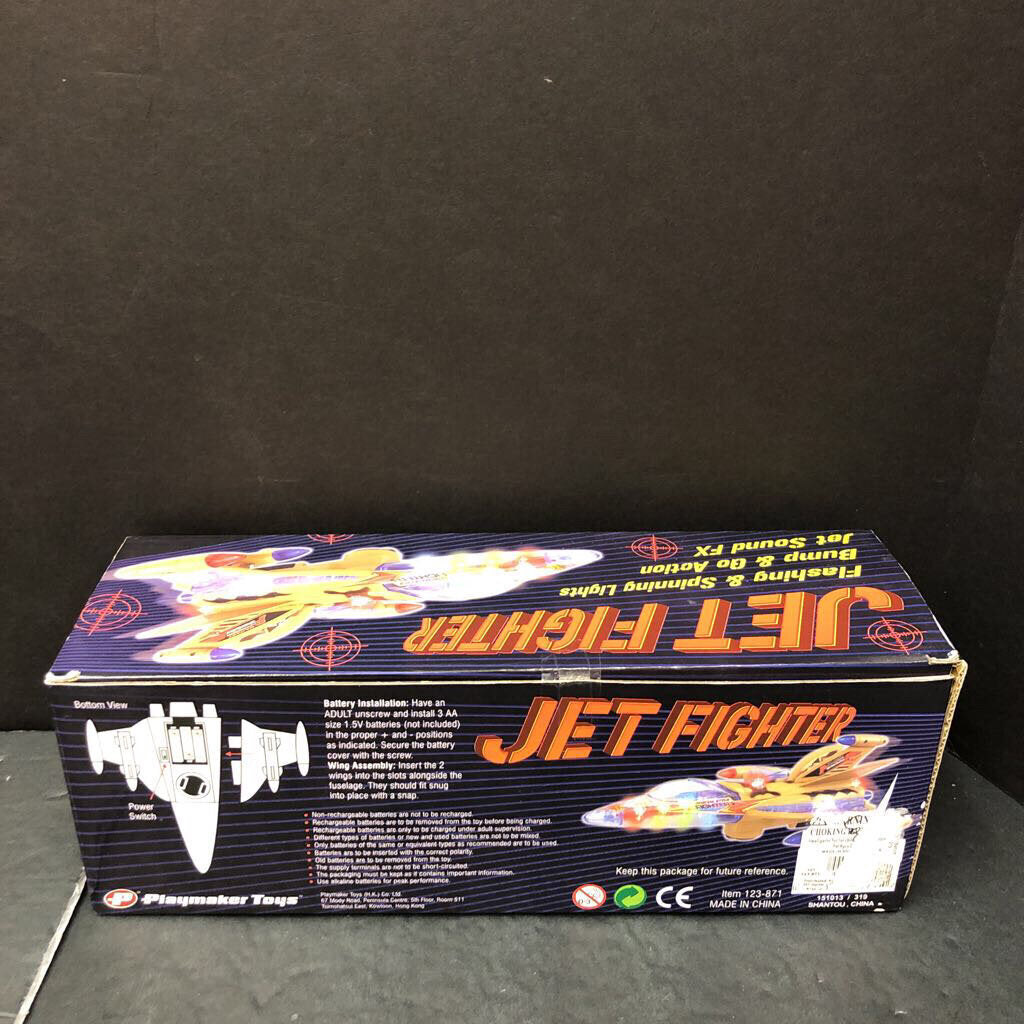 Flashing & Spinning Lights
Bump & Go Action
Jet Sound FX
JET FIGHTER
Bottom View
Power
Switch
Battery Installation: Have an
ADULT unscrew and install 3 AA
size 1.5V batteries (not included)
in the proper + and - positions
as indicated. Secure the battery
cover with the screw.
Wing Assembly: Insert the 2
wings into the slots alongside the
fuselage. They should fit snug
into place with a snap.
• Non-rechargeable batteries are not to be recharged.
• Rechargeable batteries are to be removed from the toy before being charged.
• Rechargeable batteries are only to be charged under adult supervision.
• Different types of batteries or new and used batteries are not to be mixed.
• Only batteries of the same or equivalent types as recommended are to be used.
• Batteries are to be inserted with the correct polarity.
• Old batteries are to be removed from the toy.
• The supply terminals are not to be short-circuited.
• The packaging must be kept as it contains important information.
• Use alkaline batteries for peak performance.
Playmaker Toys
Playmaker Toys (H.K.) Co. Ltd.
67 Mody Road, Peninsula Centre, 5th Floor, Room 511
Tsimshatsui East, Kowloon, Hong Kong
JET FIGHTER
Keep this package for future reference.
0-3
CE
Item 123-871
MADE IN CHINA
CHOKING
151013 / 319
SHANTOU, CHINA